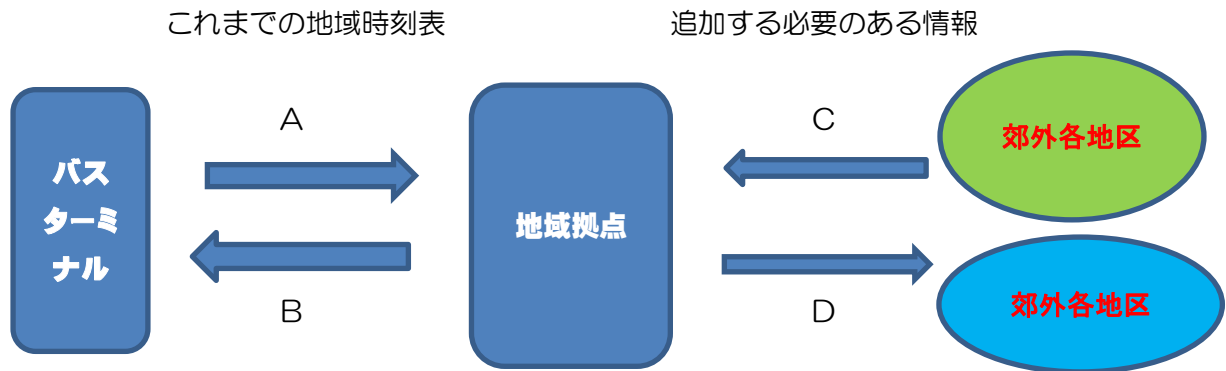 これまでの地域時刻表
追加する必要のある情報
A
C
バス
ターミ
ナル
地域拠点
郊外各地区
B
D
郊外各地区